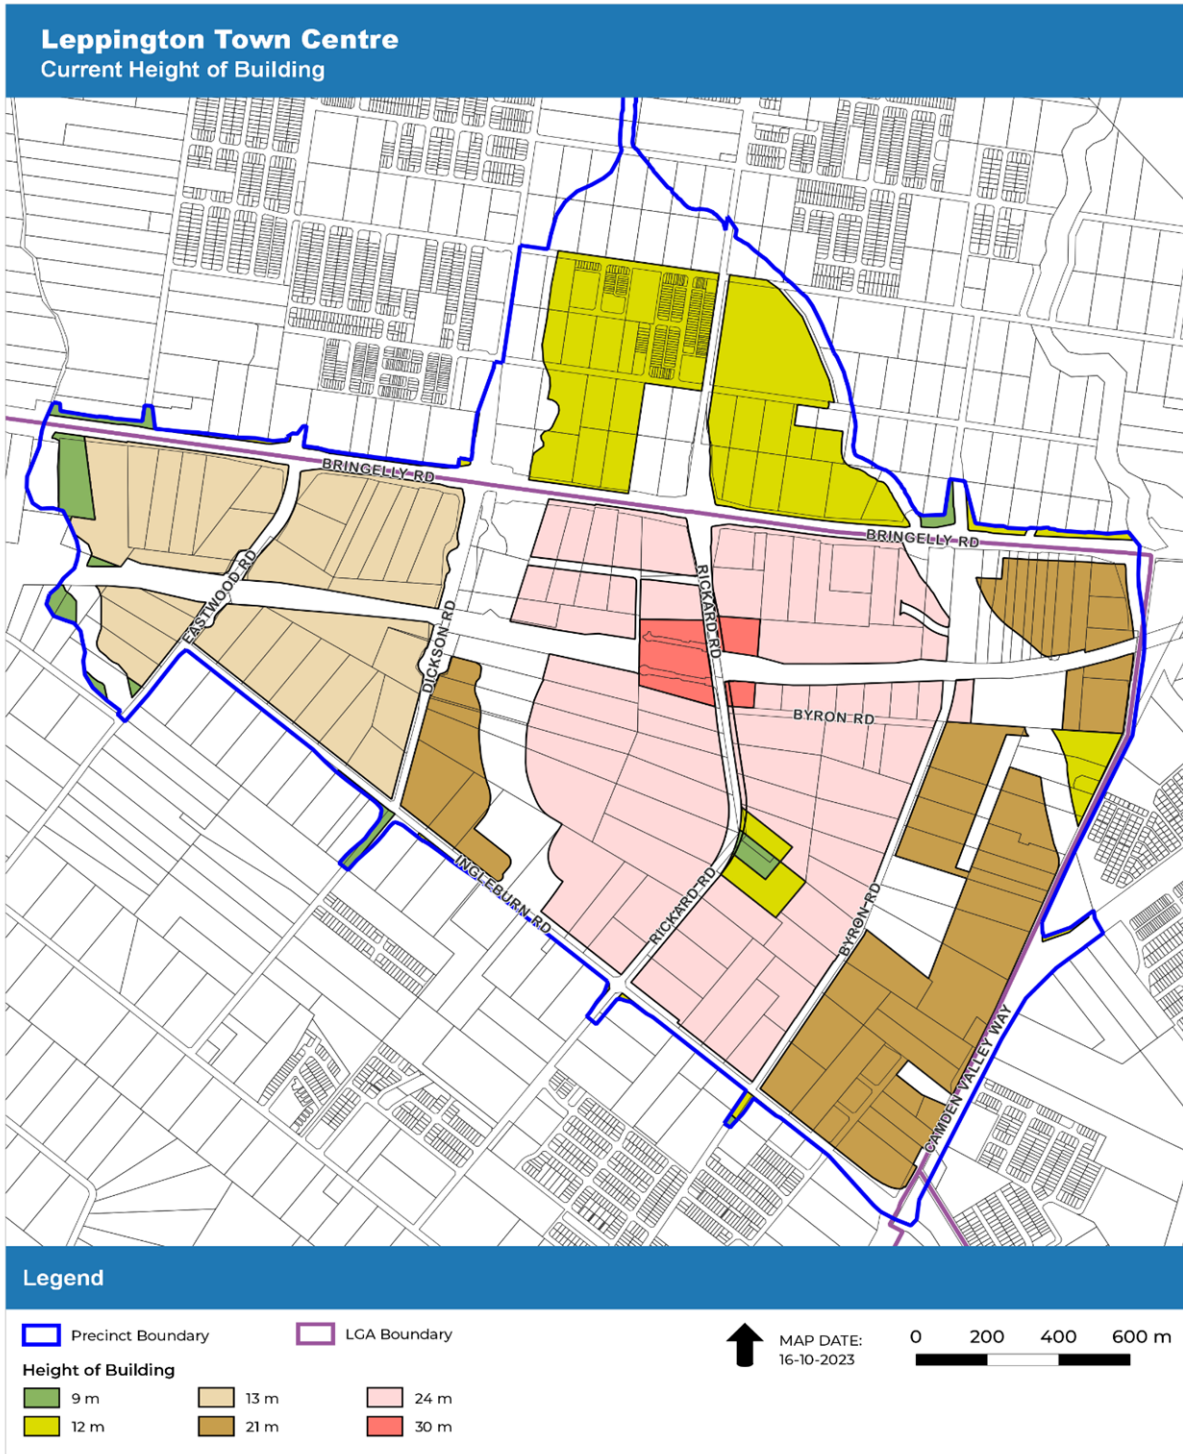 Leppington Town Centre
Current Height of Building
BRINGELLY RD
BRINGELLY RD
EASTWOOD RD
RICKARD RD
DICKSON RD
BYRON RD
INGLEBURN RD
RICKARD RD
BYRON RD
CAMDEN VALLEY WAY
Legend
Precinct Boundary
LGA Boundary
Height of Building
9 m
13 m
24 m
12 m
21 m
30 m
MAP DATE:
16-10-2023
0 200 400 600 m